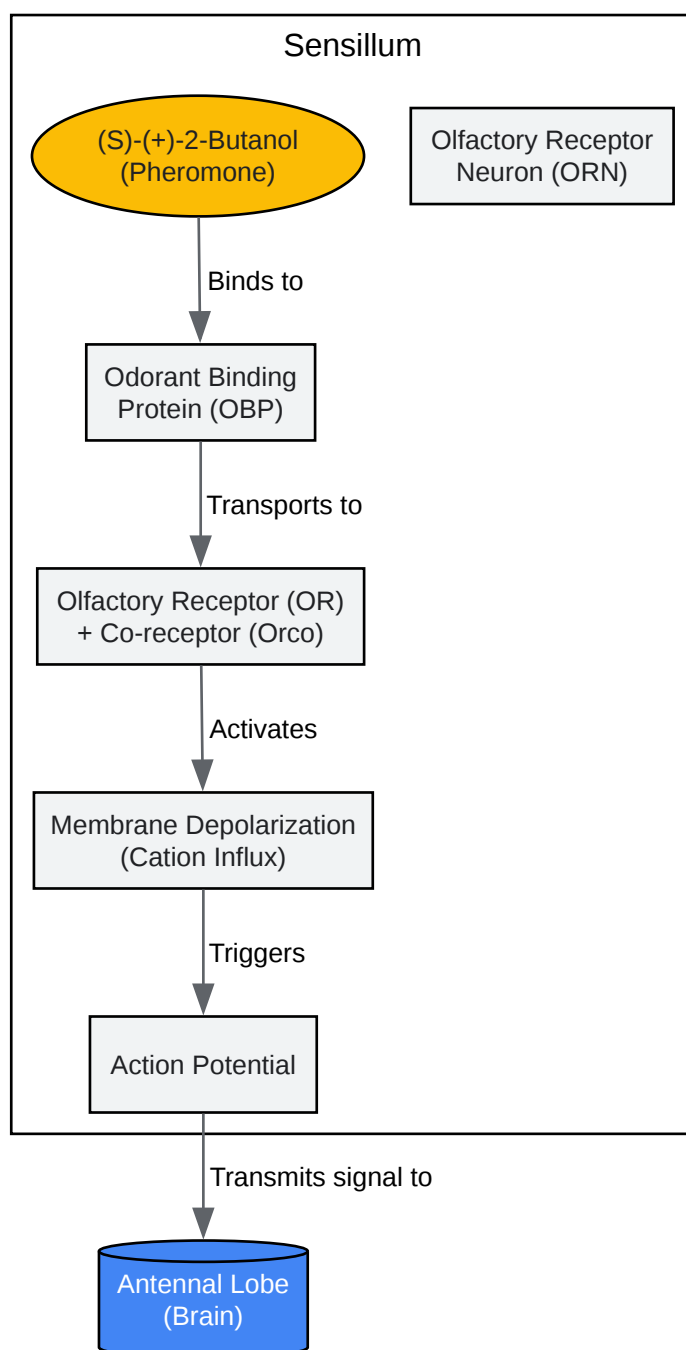 Sensillum
(S)-(+)-2-Butanol
(Pheromone)
Olfactory Receptor
Neuron (ORN)
Binds to
Odorant Binding
Protein (OBP)
Transports to
Olfactory Receptor (OR)
+ Co-receptor (Orco)
Activates
Membrane Depolarization
(Cation Influx)
Triggers
Action Potential
Transmits signal to
Antennal Lobe
(Brain)